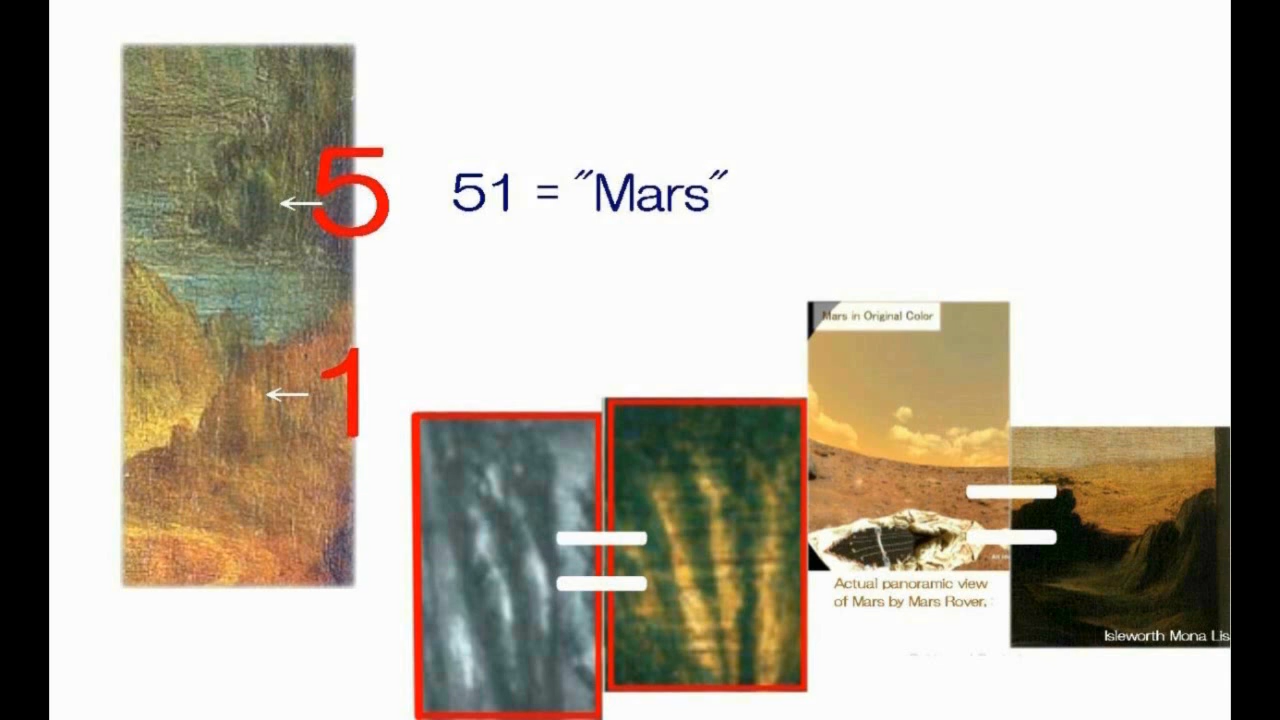 5
51 = "Mars"
1
Mars in Original Color
Actual panoramic view
of Mars by Mars Rover.
Isleworth Mona Lis